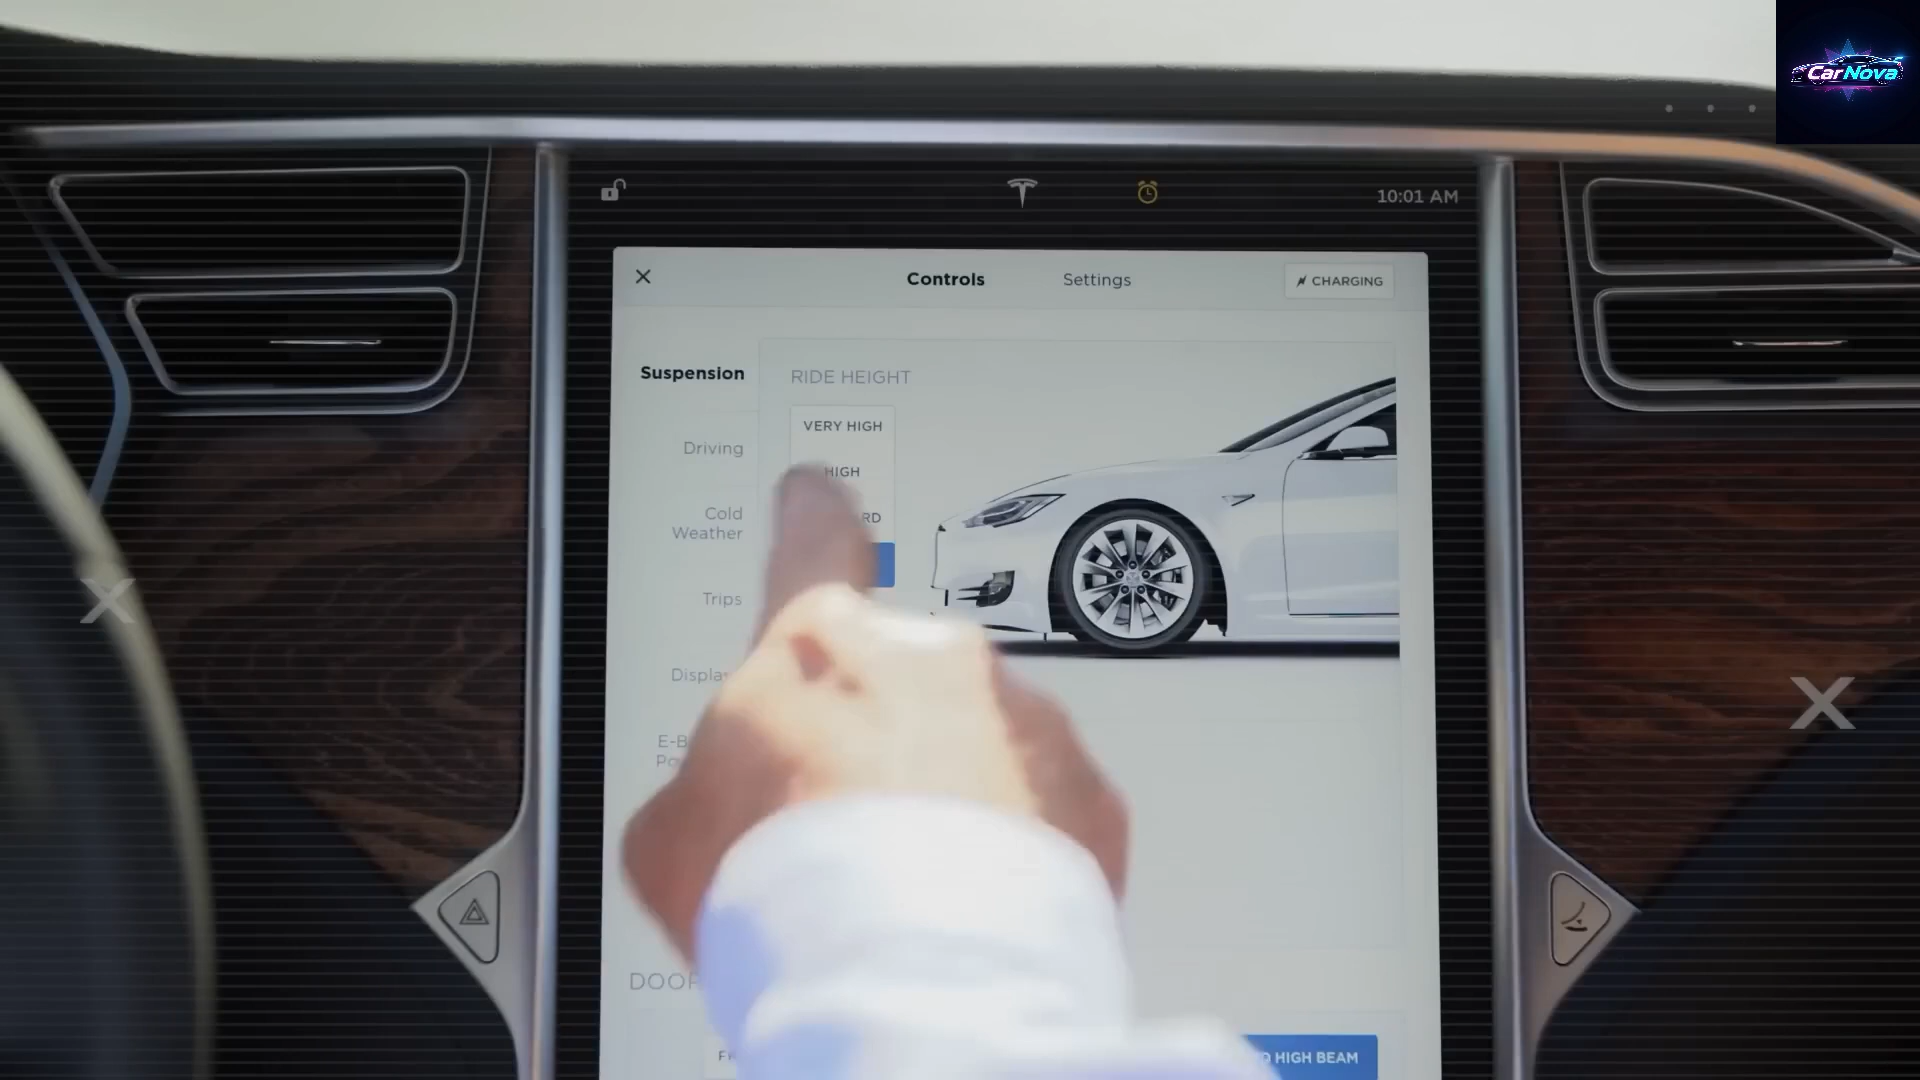 CarNova
10:01 AM
Controls
Settings
CHARGING
Suspension
RIDE HEIGHT
VERY HIGH
Driving
HIGH
Cold
Weather
Trips
HIGH BEAM